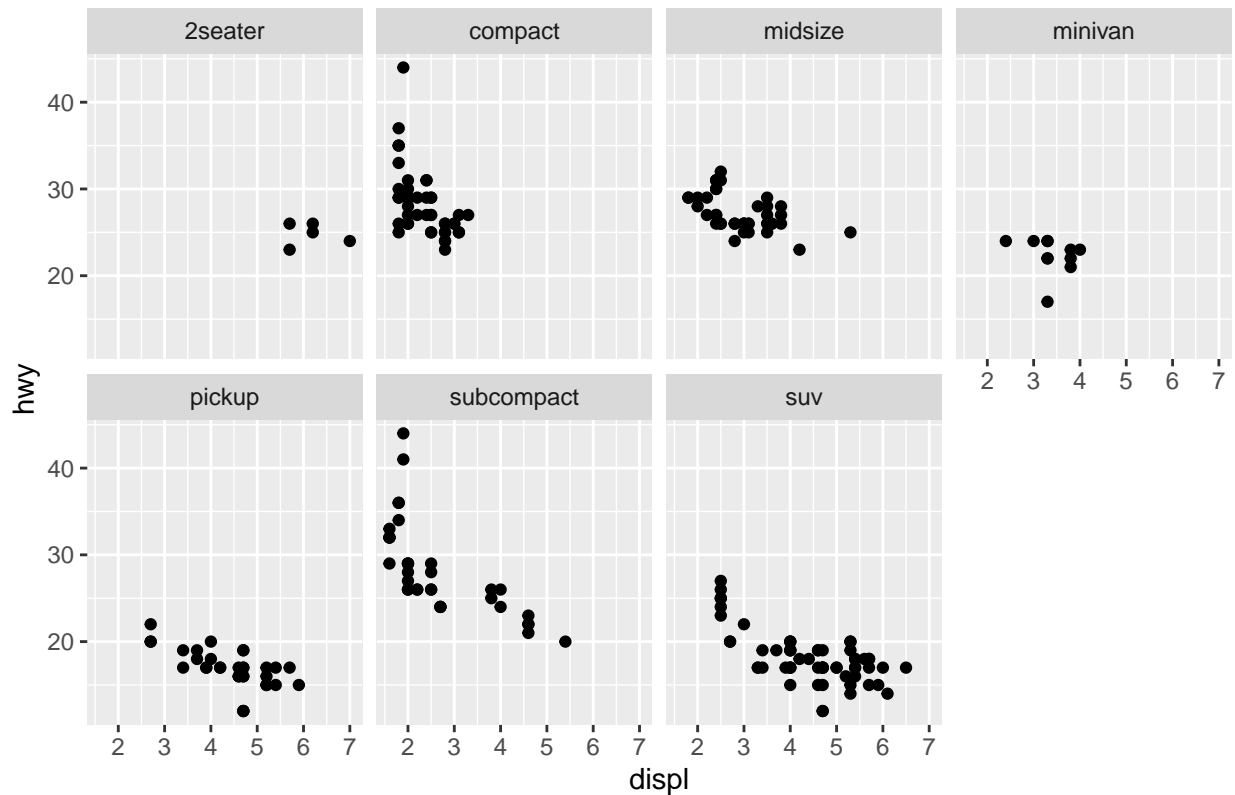 2seater compact midsize minivan
40
30
20
2 3 4 5 6 7
hwy
pickup subcompact suv
40
30
20
2 3 4 5 6 7 2 3 4 5 6 7 2 3 4 5 6 7
displ